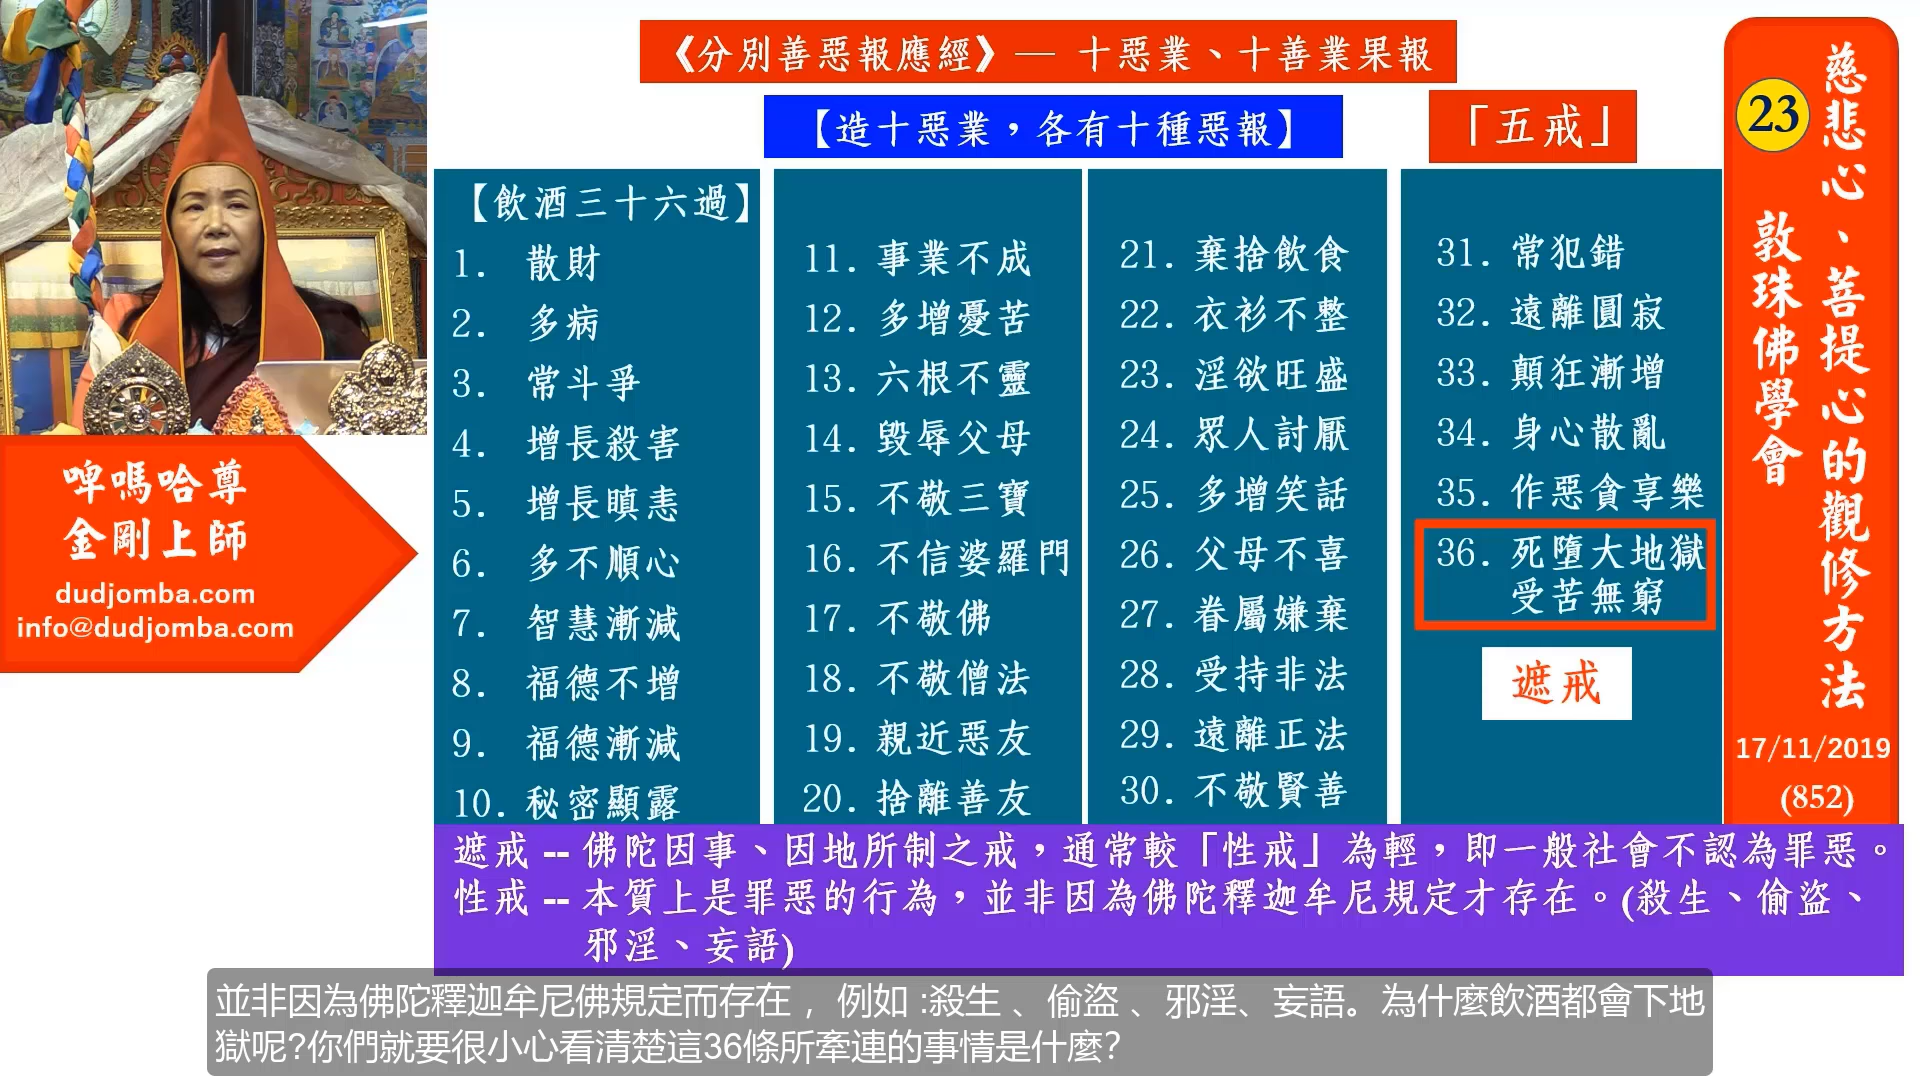 《分別善惡報應經》— 十惡業、十善業果報
【造十惡業，各有十種惡報】
「五戒」
【飲酒三十六過】
1. 散財
2. 多病
3. 常斗爭
4. 增長殺害
5. 增長瞋恚
6. 多不順心
7. 智慧漸減
8. 福德不增
9. 福德漸減
10. 秘密顯露
11. 事業不成
12. 多增憂苦
13. 六根不靈
14. 毀辱父母
15. 不敬三寶
16. 不信婆羅門
17. 不敬佛
18. 不敬僧法
19. 親近惡友
20. 捨離善友
21. 棄捨飲食
22. 衣衫不整
23. 淫欲旺盛
24. 眾人討厭
25. 多增笑話
26. 父母不喜
27. 眷屬嫌棄
28. 受持非法
29. 遠離正法
30. 不敬賢善
31. 常犯錯
32. 遠離圓寂
33. 顛狂漸增
34. 身心散亂
35. 作惡貪享樂
36. 死墮大地獄
受苦無窮
遮戒
慈悲心、菩提心的觀修方法
23
敦珠佛學會
17/11/2019
(852)
啤嗎哈尊
金剛上師
dudjomba.com
info@dudjomba.com
遮戒 -- 佛陀因事、因地所制之戒，通常較「性戒」為輕，即一般社會不認為罪惡。
性戒 -- 本質上是罪惡的行為，並非因為佛陀釋迦牟尼規定才存在。(殺生、偷盜、
邪淫、妄語)
並非因為佛陀釋迦牟尼佛規定而存在，例如 :殺生、偷盜、邪淫、妄語。為什麼飲酒都會下地
獄呢?你們就要很小心看清楚這36條所牽連的事情是什麼?